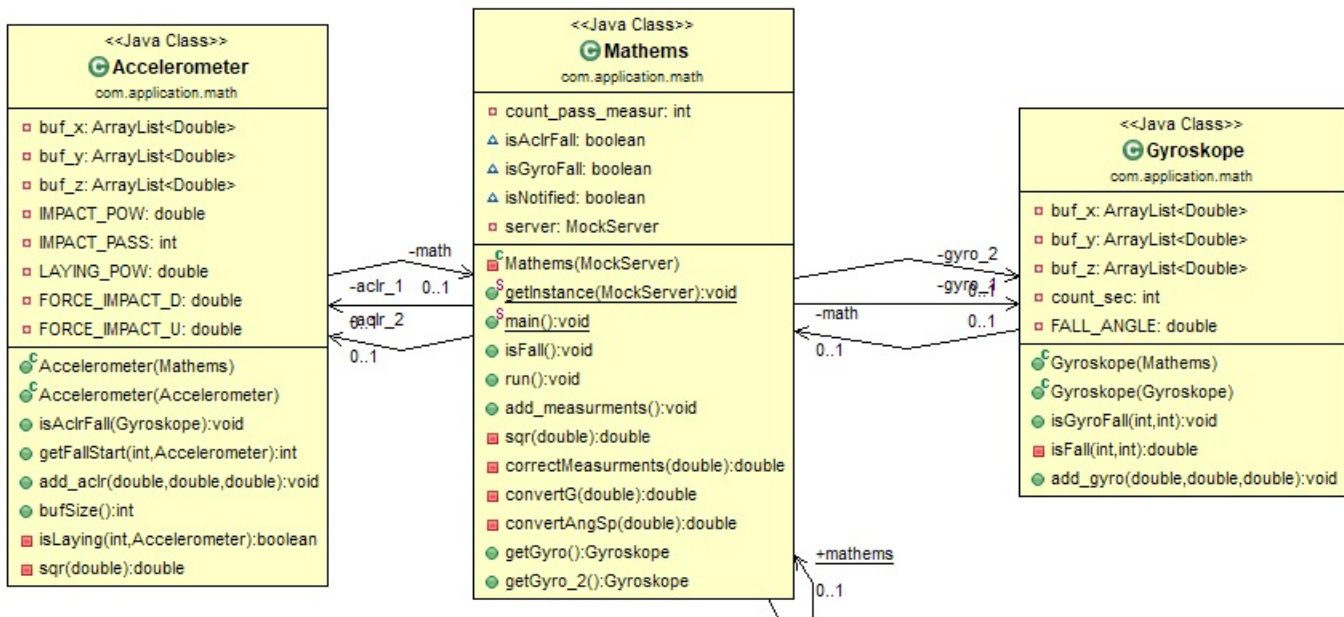 <<Java Class>>
Accelerometer
com.application.math
buf_x: ArrayList<Double>
buf_y: ArrayList<Double>
buf_z: ArrayList<Double>
IMPACT_POW: double
IMPACT_PASS: int
LAYING_POW: double
FORCE_IMPACT_D: double
FORCE_IMPACT_U: double
Accelerometer(Mathems)
Accelerometer(Accelerometer)
isAclrFall(Gyroskope):void
getFallStart(int,Accelerometer):int
add_aclr(double,double,double):void
bufSize():int
isLaying(int,Accelerometer):boolean
sqr(double):double
-math
0..1
-aclr_1
0..1
-aclr_2
0..1
<<Java Class>>
Mathems
com.application.math
count_pass_measur: int
isAclrFall: boolean
isGyroFall: boolean
isNotified: boolean
server: MockServer
Mathems(MockServer)
getInstance(MockServer):void
main():void
isFall():void
run():void
add_measurments():void
sqr(double):double
correctMeasurments(double):double
convertG(double):double
convertAngSp(double):double
getGyro():Gyroskope
getGyro_2():Gyroskope
-gyro_2
0..1
-gyro_1
0..1
-math
0..1
+mathems
0..1
<<Java Class>>
Gyroskope
com.application.math
buf_x: ArrayList<Double>
buf_y: ArrayList<Double>
buf_z: ArrayList<Double>
count_sec: int
FALL_ANGLE: double
Gyroskope(Mathems)
Gyroskope(Gyroskope)
isGyroFall(int,int):void
isFall(int,int):double
add_gyro(double,double,double):void